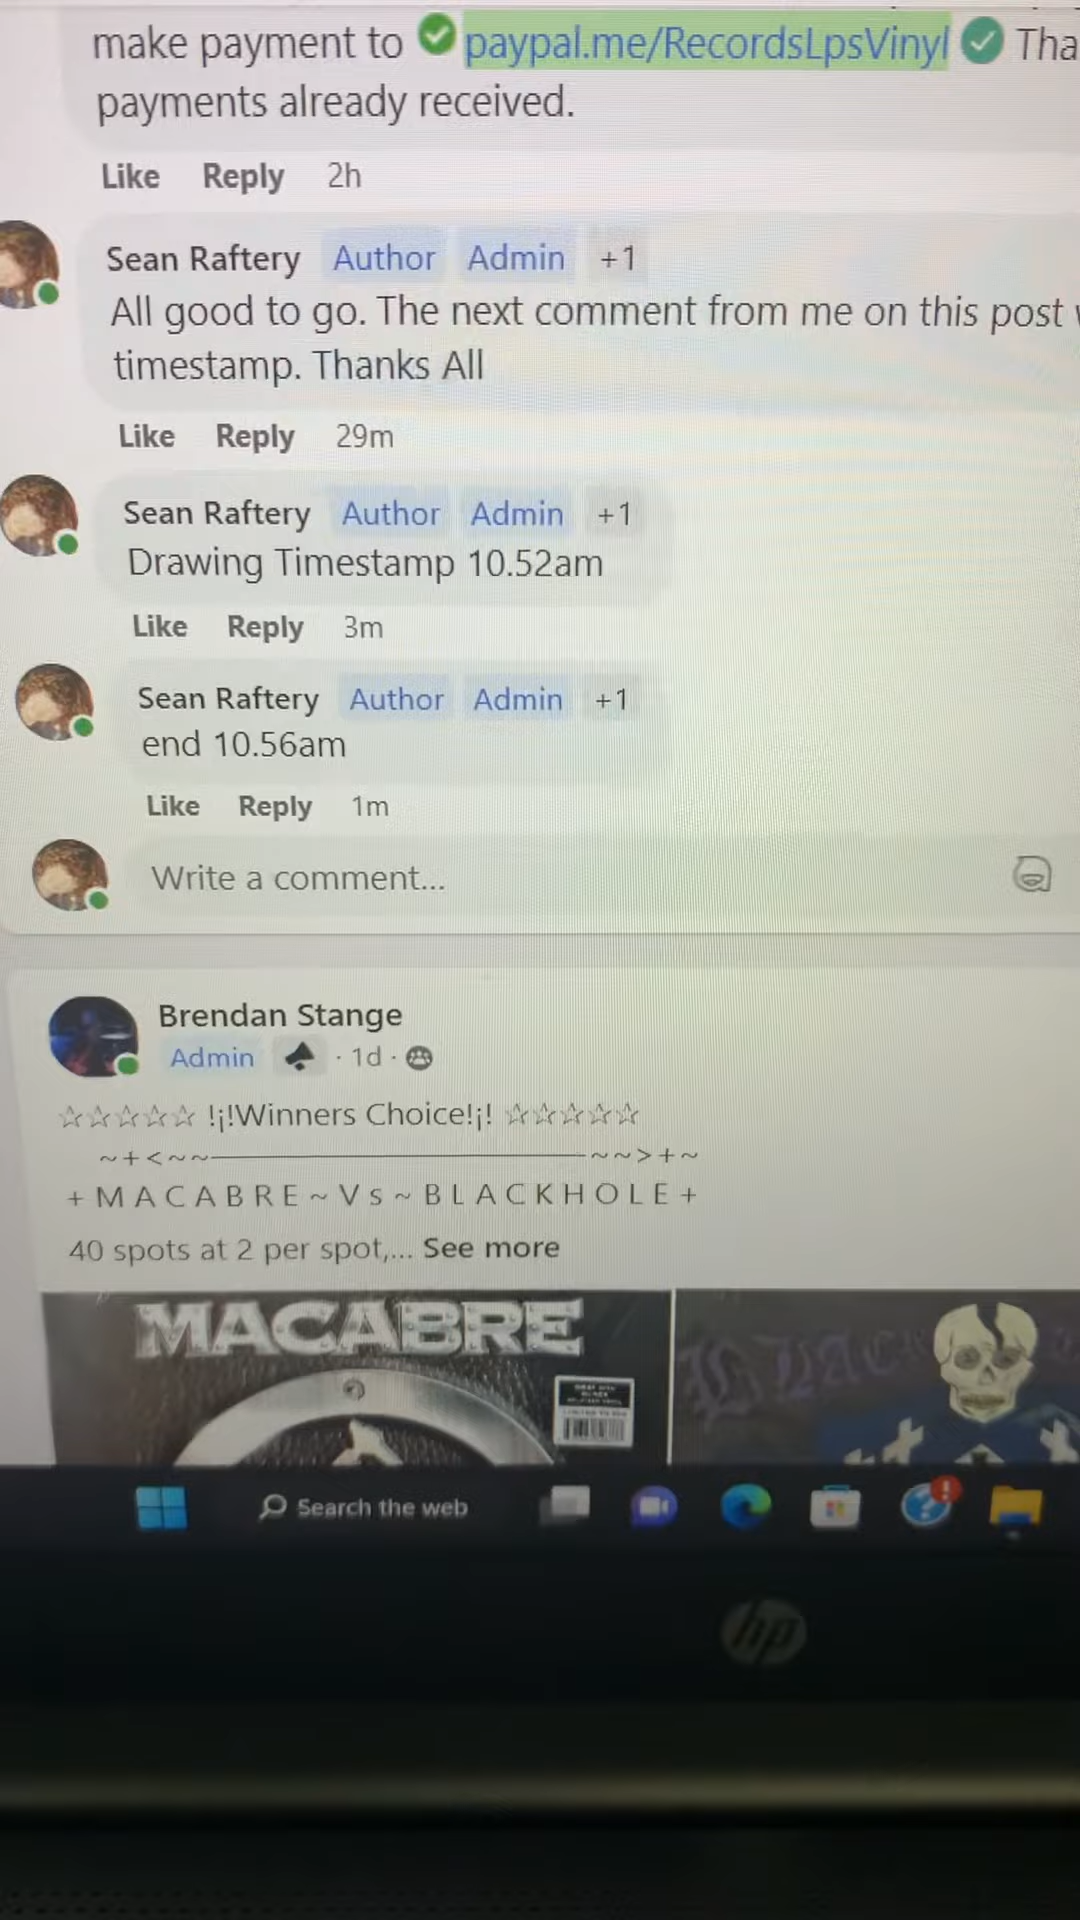 make payment to ✅ paypal.me/RecordsLpsVinyl ✅ Tha
payments already received.
Like Reply 2h
Sean Raftery Author Admin +1
All good to go. The next comment from me on this post
timestamp. Thanks All
Like Reply 29m
Sean Raftery Author Admin +1
Drawing Timestamp 10.52am
Like Reply 3m
Sean Raftery Author Admin +1
end 10.56am
Like Reply 1m
Write a comment...
Brendan Stange
Admin · 1d ·
☆☆☆☆☆ !¡!Winners Choice!¡! ☆☆☆☆☆
~+<~~——————————————~~>+~
+ M A C A B R E ~ V s ~ B L A C K H O L E +
40 spots at 2 per spot,... See more
MACABRE
Search the web
hp